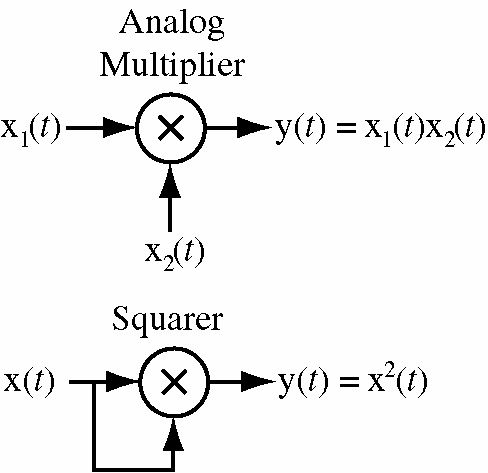 Analog
Multiplier
x₁(t) × y(t) = x₁(t)x₂(t)
x₂(t)
Squarer
x(t) × y(t) = x²(t)